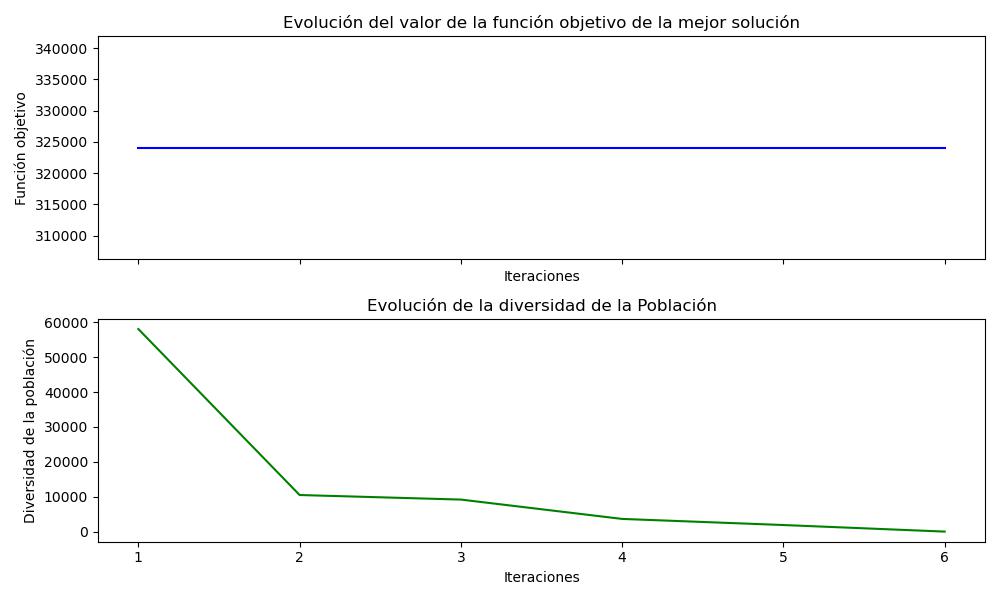 Evolución del valor de la función objetivo de la mejor solución
Función objetivo
340000
335000
330000
325000
320000
315000
310000
Iteraciones
Evolución de la diversidad de la Población
Diversidad de la población
60000
50000
40000
30000
20000
10000
0
1 2 3 4 5 6
Iteraciones